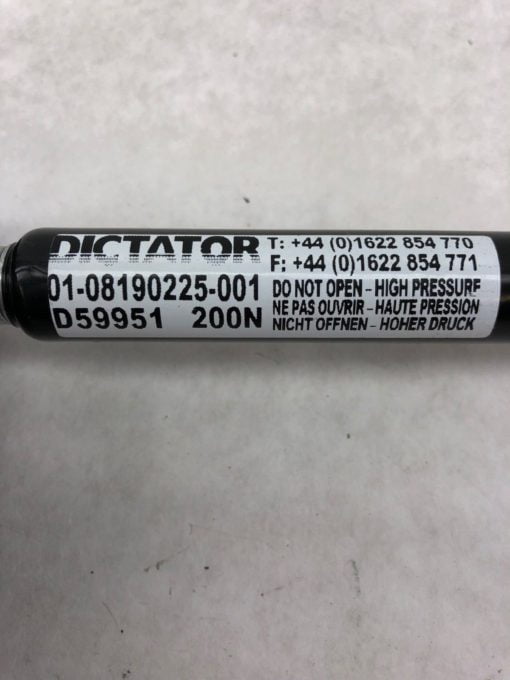 DICTATOR
01-08190225-001
D59951 200N
T: +44 (0)1622 854 770
F: +44 (0)1622 854 771
DO NOT OPEN - HIGH PRESSURE
NE PAS OUVRIR - HAUTE PRESSION
NICHT OFFNEN - HOHER DRUCK